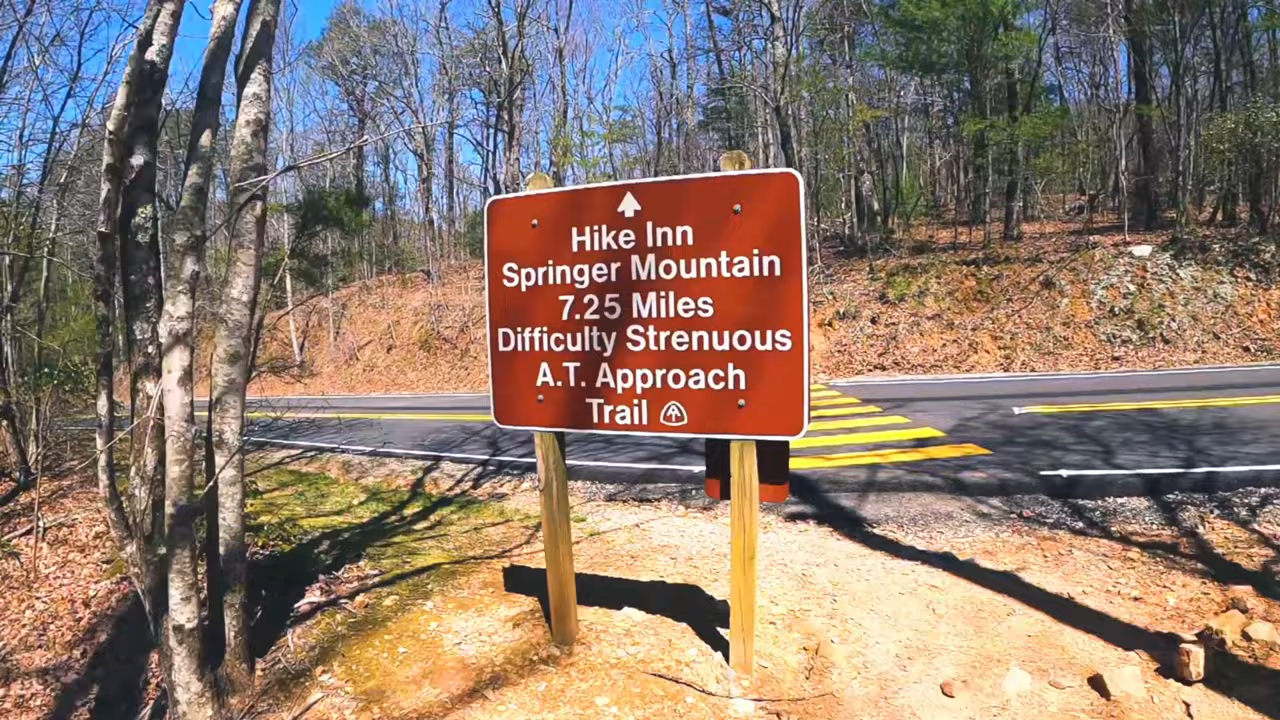 Hike Inn
Springer Mountain
7.25 Miles
Difficulty Strenuous
A.T. Approach
Trail